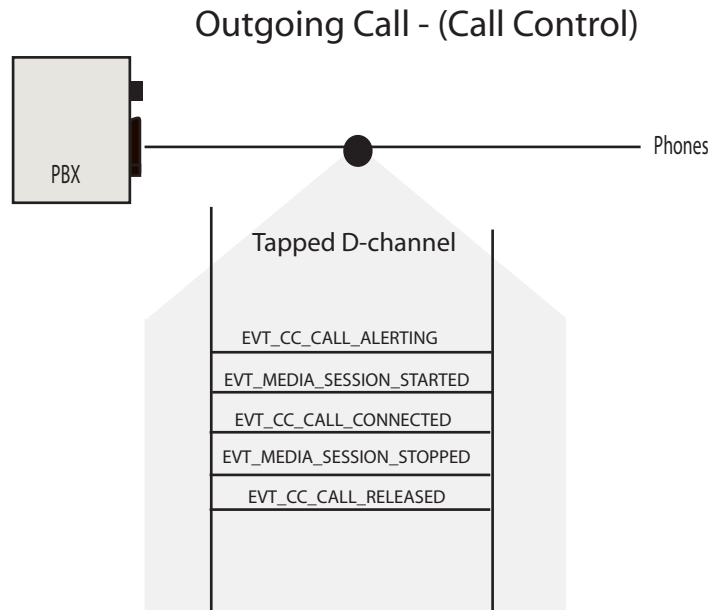 Outgoing Call - (Call Control)
PBX
Phones
Tapped D-channel
EVT_CC_CALL_ALERTING
EVT_MEDIA_SESSION_STARTED
EVT_CC_CALL_CONNECTED
EVT_MEDIA_SESSION_STOPPED
EVT_CC_CALL_RELEASED